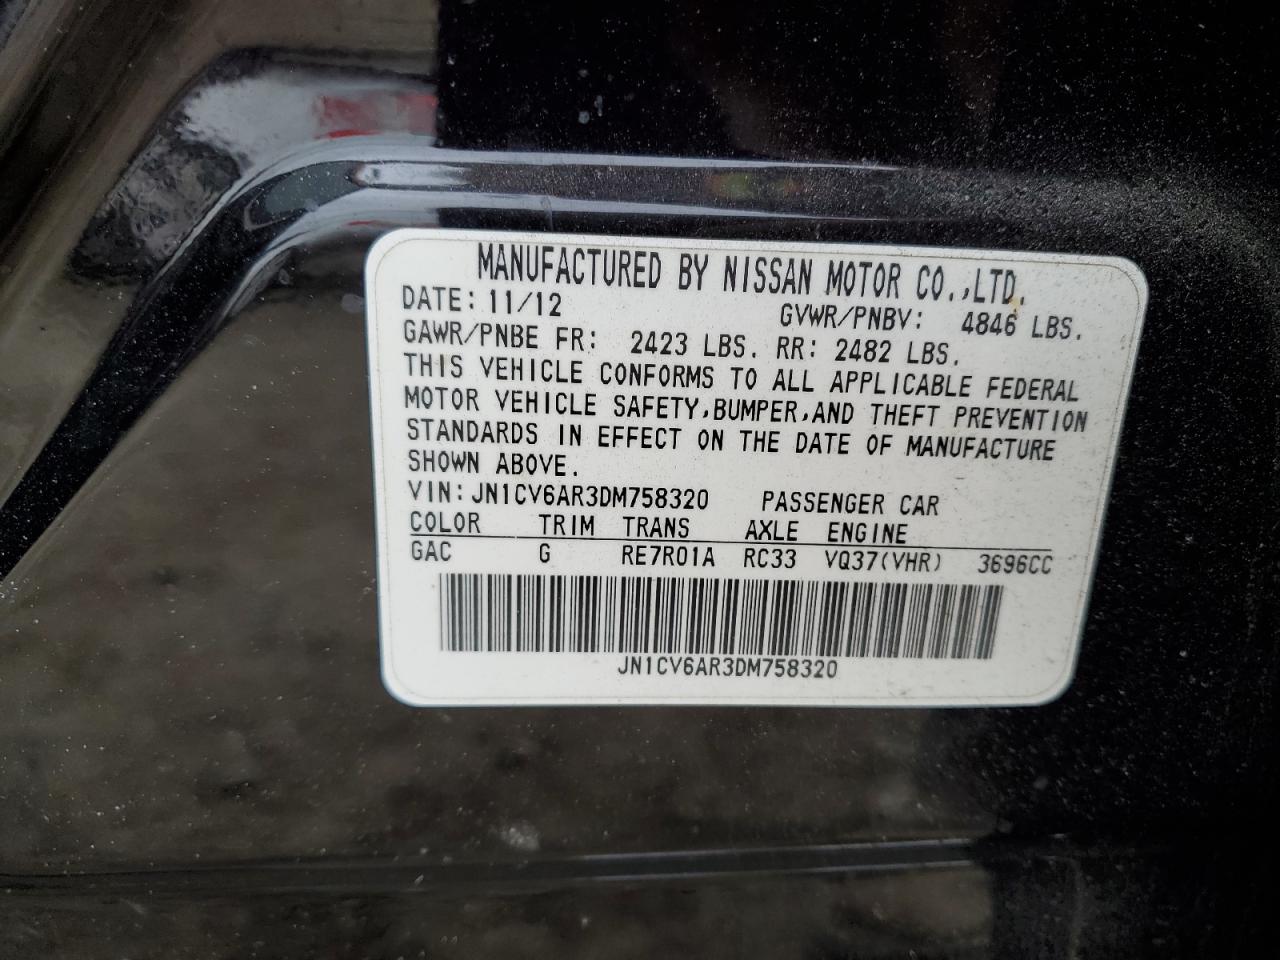 MANUFACTURED BY NISSAN MOTOR CO.,LTD.
DATE: 11/12 GVWR/PNBV: 4846 LBS.
GAWR/PNBE FR: 2423 LBS. RR: 2482 LBS.
THIS VEHICLE CONFORMS TO ALL APPLICABLE FEDERAL
MOTOR VEHICLE SAFETY,BUMPER,AND THEFT PREVENTION
STANDARDS IN EFFECT ON THE DATE OF MANUFACTURE
SHOWN ABOVE.
VIN: JN1CV6AR3DM758320 PASSENGER CAR
COLOR TRIM TRANS AXLE ENGINE
GAC G RE7R01A RC33 VQ37(VHR) 3696CC
JN1CV6AR3DM758320